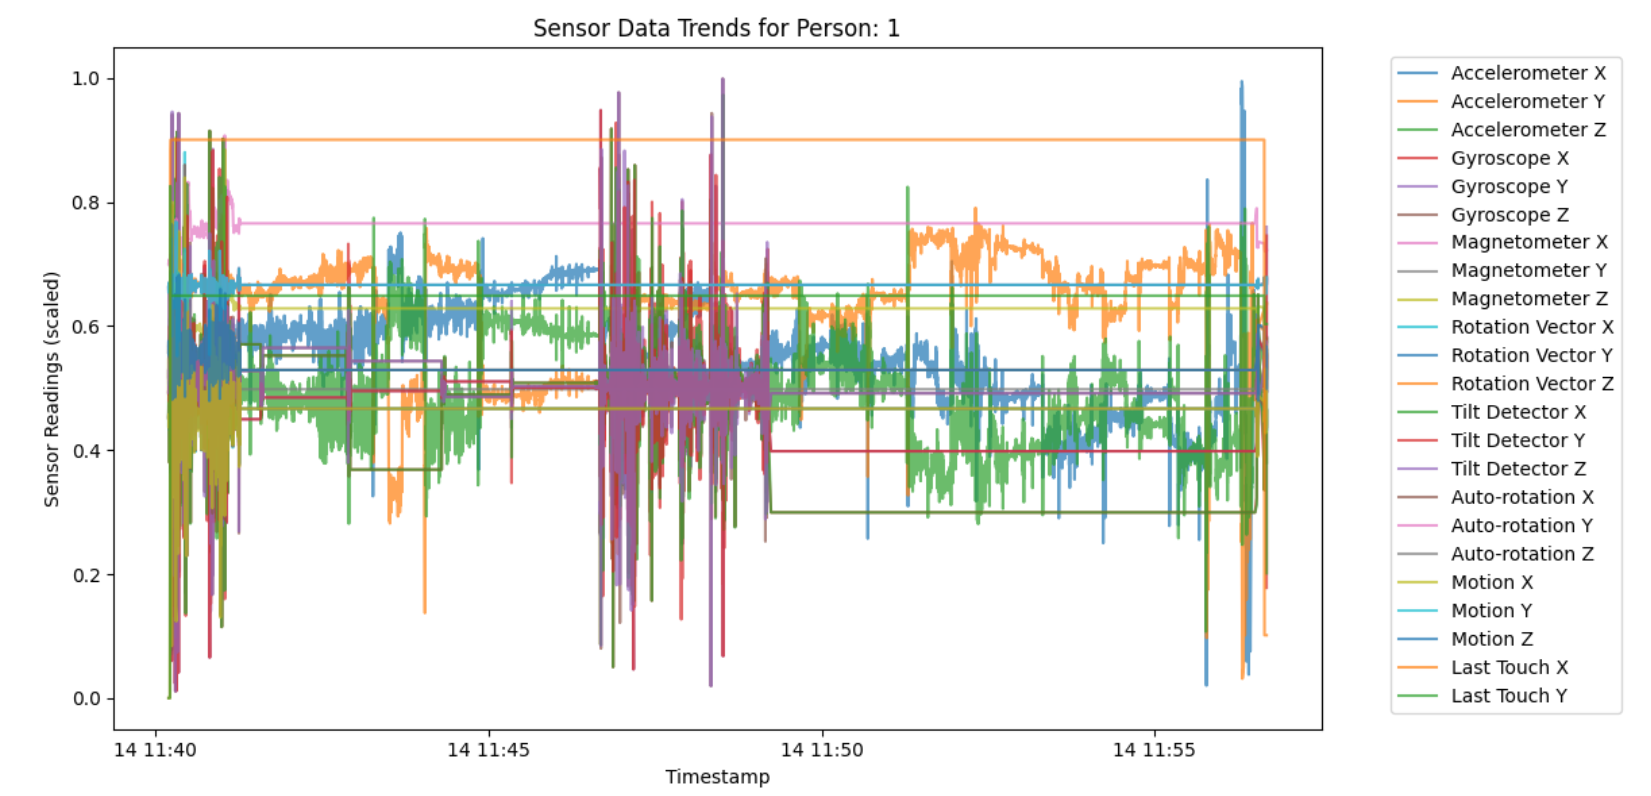 Sensor Data Trends for Person: 1
Sensor Readings (scaled)
1.0
0.8
0.6
0.4
0.2
0.0
14 11:40
14 11:45
14 11:50
14 11:55
Timestamp
Accelerometer X
Accelerometer Y
Accelerometer Z
Gyroscope X
Gyroscope Y
Gyroscope Z
Magnetometer X
Magnetometer Y
Magnetometer Z
Rotation Vector X
Rotation Vector Y
Rotation Vector Z
Tilt Detector X
Tilt Detector Y
Tilt Detector Z
Auto-rotation X
Auto-rotation Y
Auto-rotation Z
Motion X
Motion Y
Motion Z
Last Touch X
Last Touch Y